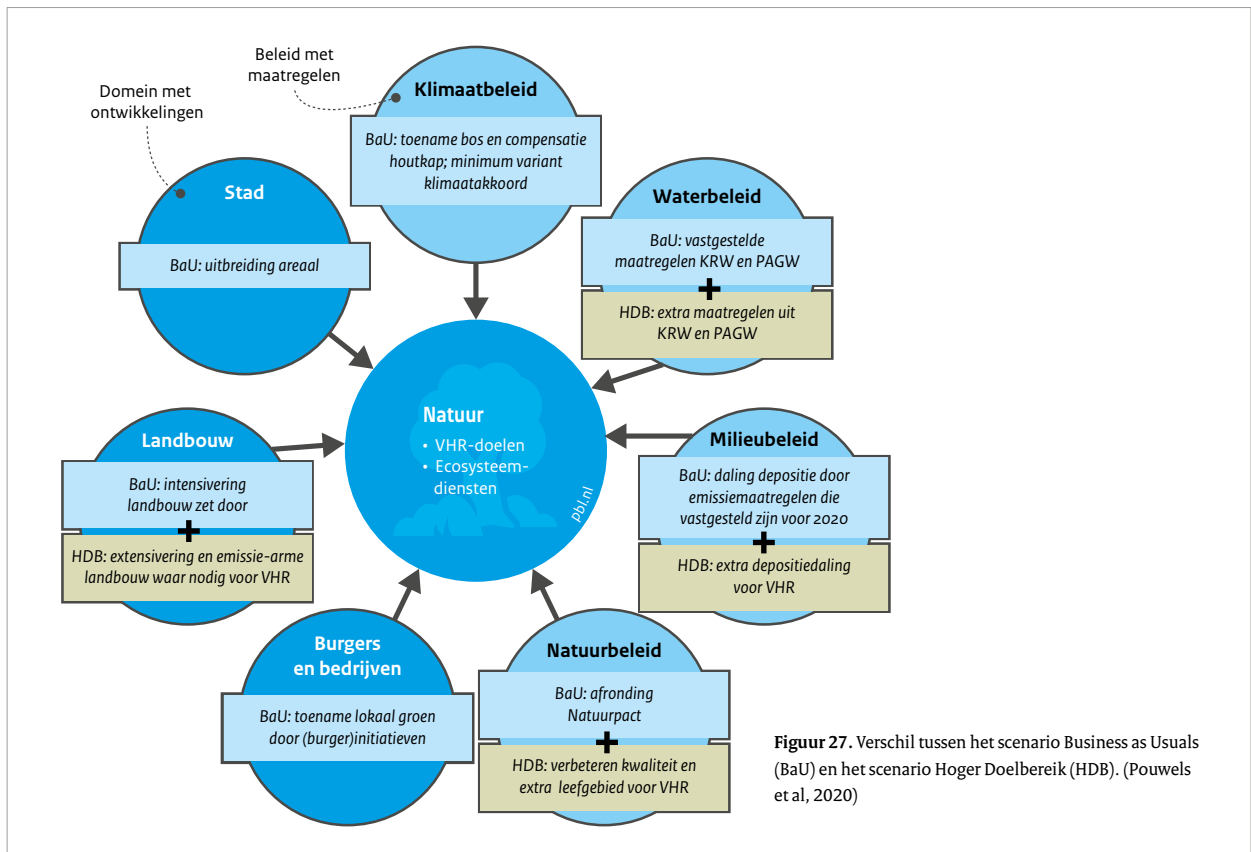 Beleid met
maatregelen
Domein met
ontwikkelingen
Klimaatbeleid
BaU: toename bos en compensatie
houtkap; minimum variant
klimaatakkoord
Stad
BaU: uitbreiding areaal
Waterbeleid
BaU: vastgestelde
maatregelen KRW en PAGW
+
HDB: extra maatregelen uit
KRW en PAGW
Natuur
• VHR-doelen
• Ecosysteem-
diensten
pbl.nl
Landbouw
BaU: intensivering
landbouw zet door
+
HDB: extensivering en emissie-arme
landbouw waar nodig voor VHR
Milieubeleid
BaU: daling depositie door
emissiemaatregelen die
vastgesteld zijn voor 2020
+
HDB: extra depositiedaling
voor VHR
Burgers
en bedrijven
BaU: toename lokaal groen
door (burger)initiatieven
Natuurbeleid
BaU: afronding
Natuurpact
+
HDB: verbeteren kwaliteit en
extra leefgebied voor VHR
Figuur 27. Verschil tussen het scenario Business as Usuals
(BaU) en het scenario Hoger Doelbereik (HDB). (Pouwels
et al, 2020)